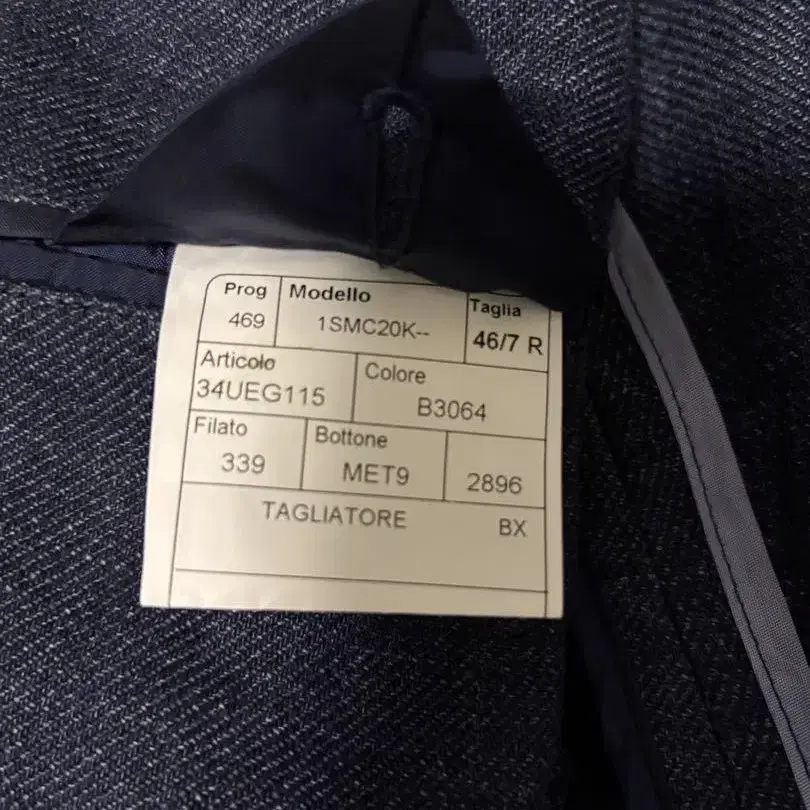 Prog Modello Taglia
469 1SMC20K-- 46/7 R
Articolo Colore
34UEG115 B3064
Filato Bottone
339 MET9 2896
TAGLIATORE BX